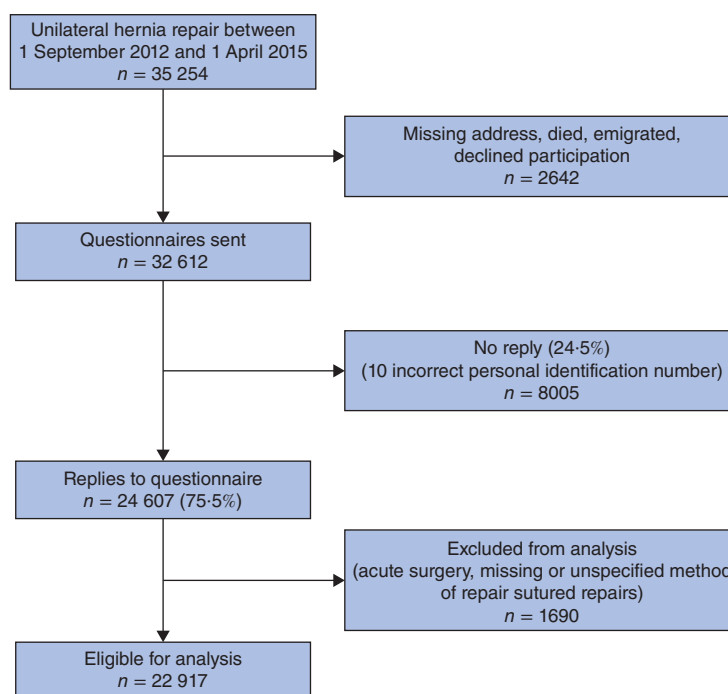 Unilateral hernia repair between
1 September 2012 and 1 April 2015
n = 35 254
Missing address, died, emigrated,
declined participation
n = 2642
Questionnaires sent
n = 32 612
No reply (24·5%)
(10 incorrect personal identification number)
n = 8005
Replies to questionnaire
n = 24 607 (75·5%)
Excluded from analysis
(acute surgery, missing or unspecified method
of repair sutured repairs)
n = 1690
Eligible for analysis
n = 22 917